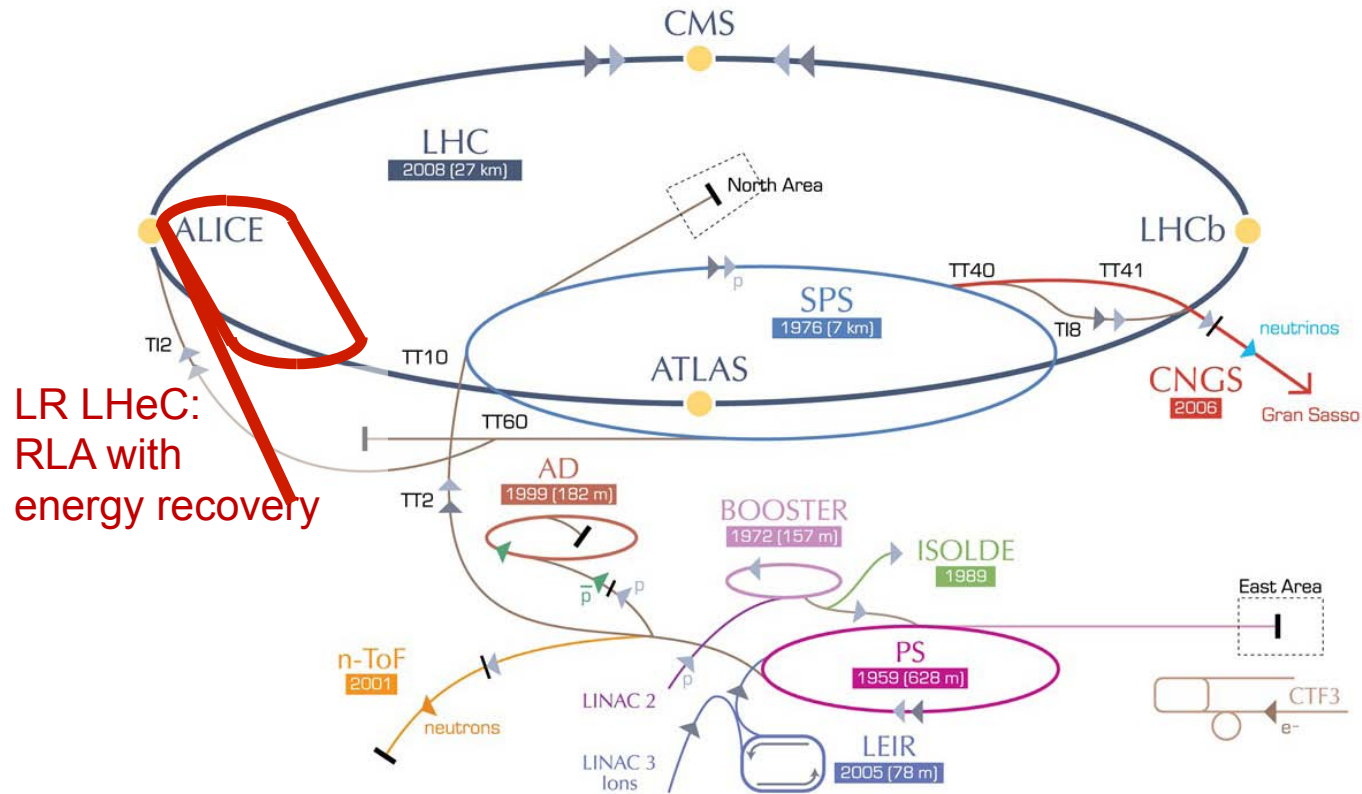 CMS
LHC
2008 (27 km)
North Area
ALICE
LHCb
TT40
TT41
SPS
1976 (7 km)
p
TI8
TI2
TT10
ATLAS
neutrinos
CNGS
2006
Gran Sasso
LR LHeC:
RLA with
energy recovery
TT60
AD
1999 (182 m)
TT2
BOOSTER
1972 (157 m)
ISOLDE
1989
p̅
p
East Area
n-ToF
2001
PS
1959 (628 m)
LINAC 2
p
neutrons
CTF3
e–
LINAC 3
Ions
LEIR
2005 (78 m)